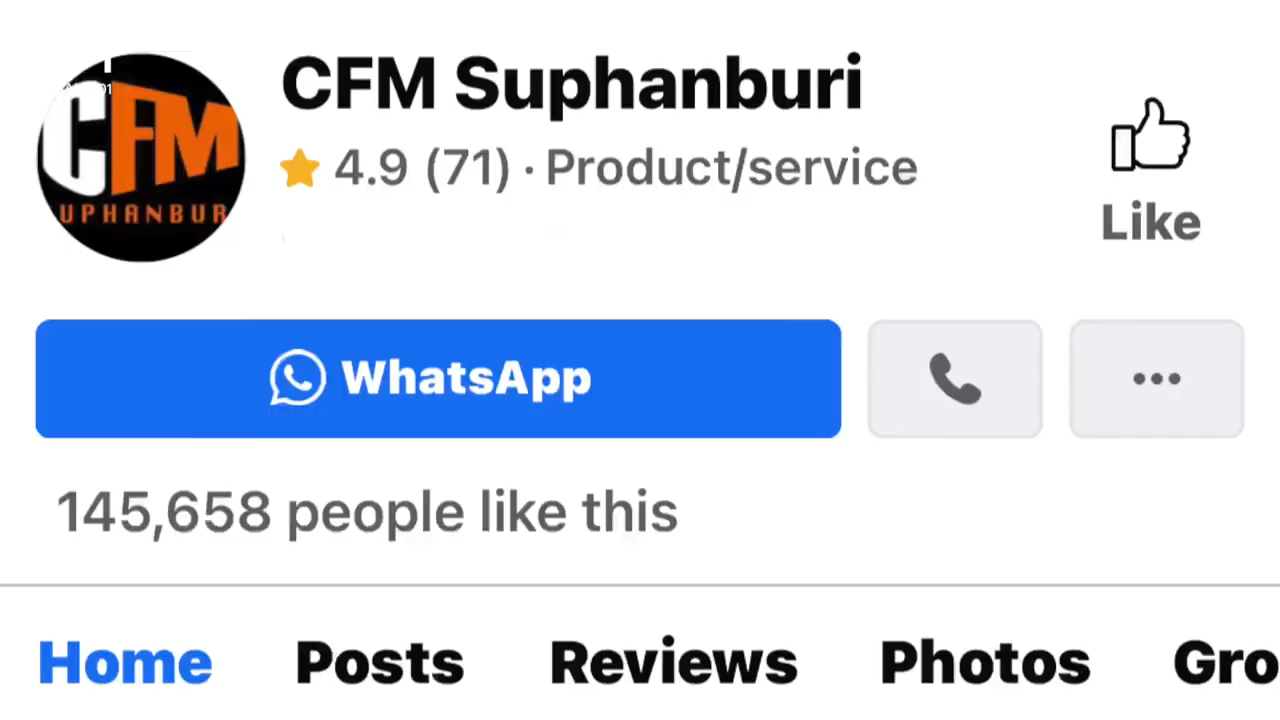 CFM Suphanburi
4.9 (71) · Product/service
CFM
UPHANBUR
Like
WhatsApp
145,658 people like this
Home Posts Reviews Photos Gro